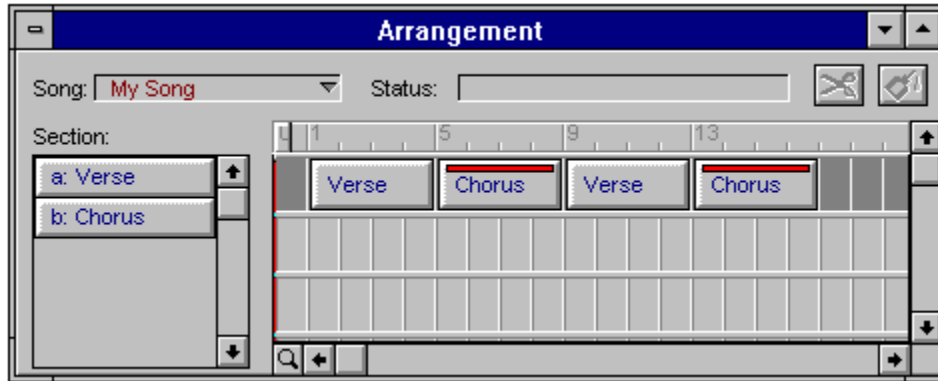 Arrangement
Song: My Song Status:
Section:
1 5 9 13
a: Verse
b: Chorus
Verse Chorus Verse Chorus